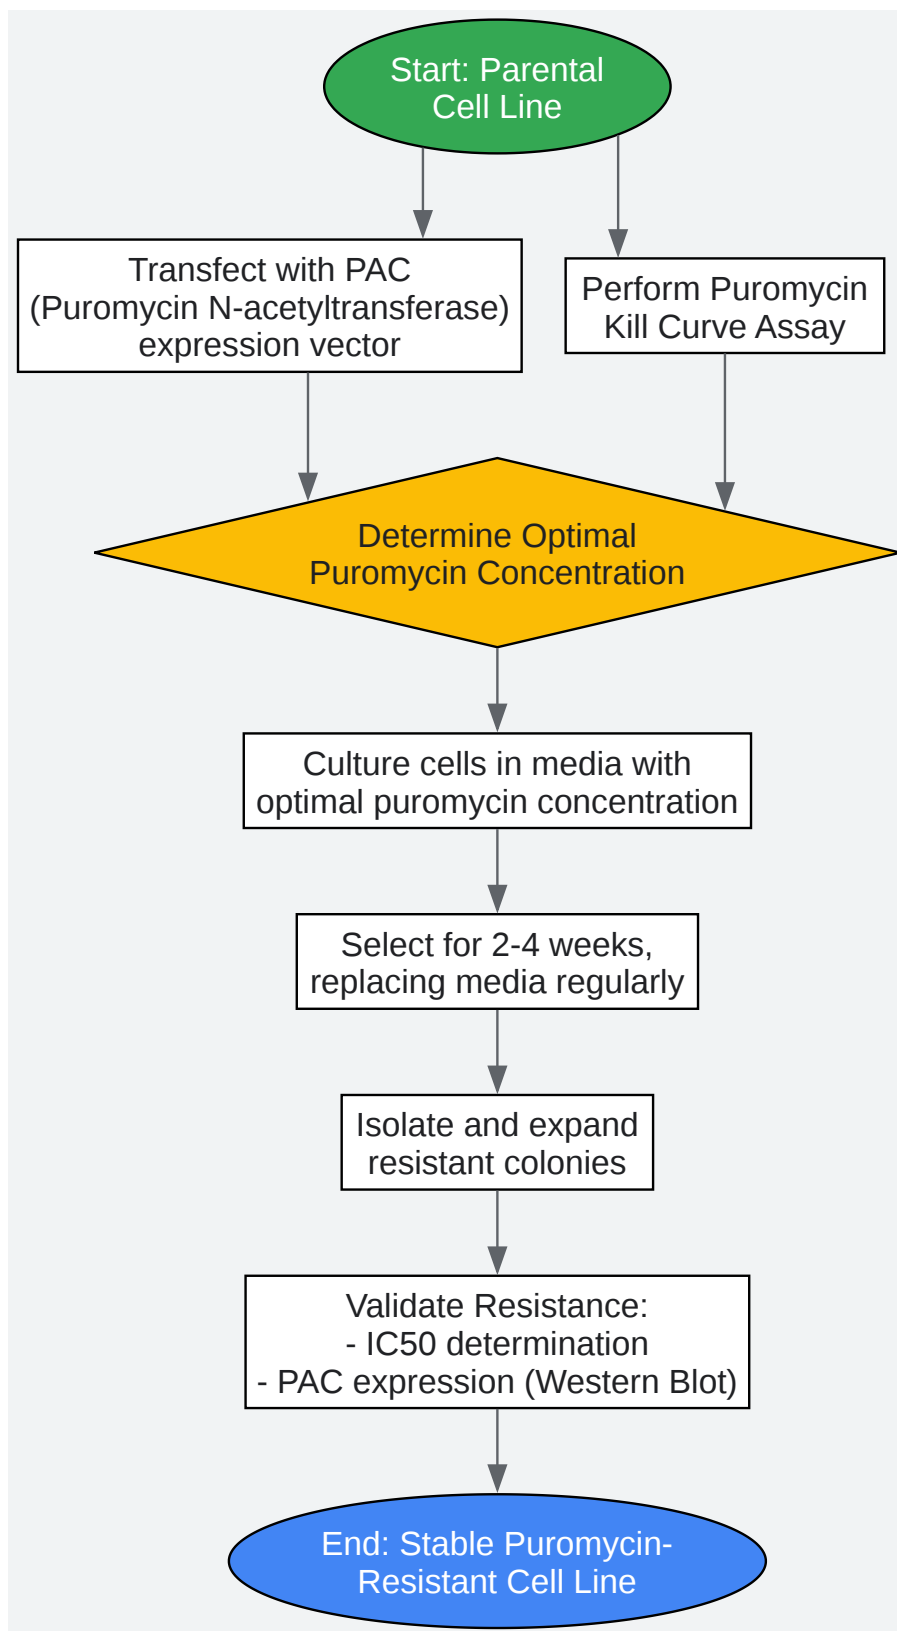 Start: Parental
Cell Line
Transfect with PAC
(Puromycin N-acetyltransferase)
expression vector
Perform Puromycin
Kill Curve Assay
Determine Optimal
Puromycin Concentration
Culture cells in media with
optimal puromycin concentration
Select for 2-4 weeks,
replacing media regularly
Isolate and expand
resistant colonies
Validate Resistance:
- IC50 determination
- PAC expression (Western Blot)
End: Stable Puromycin-
Resistant Cell Line